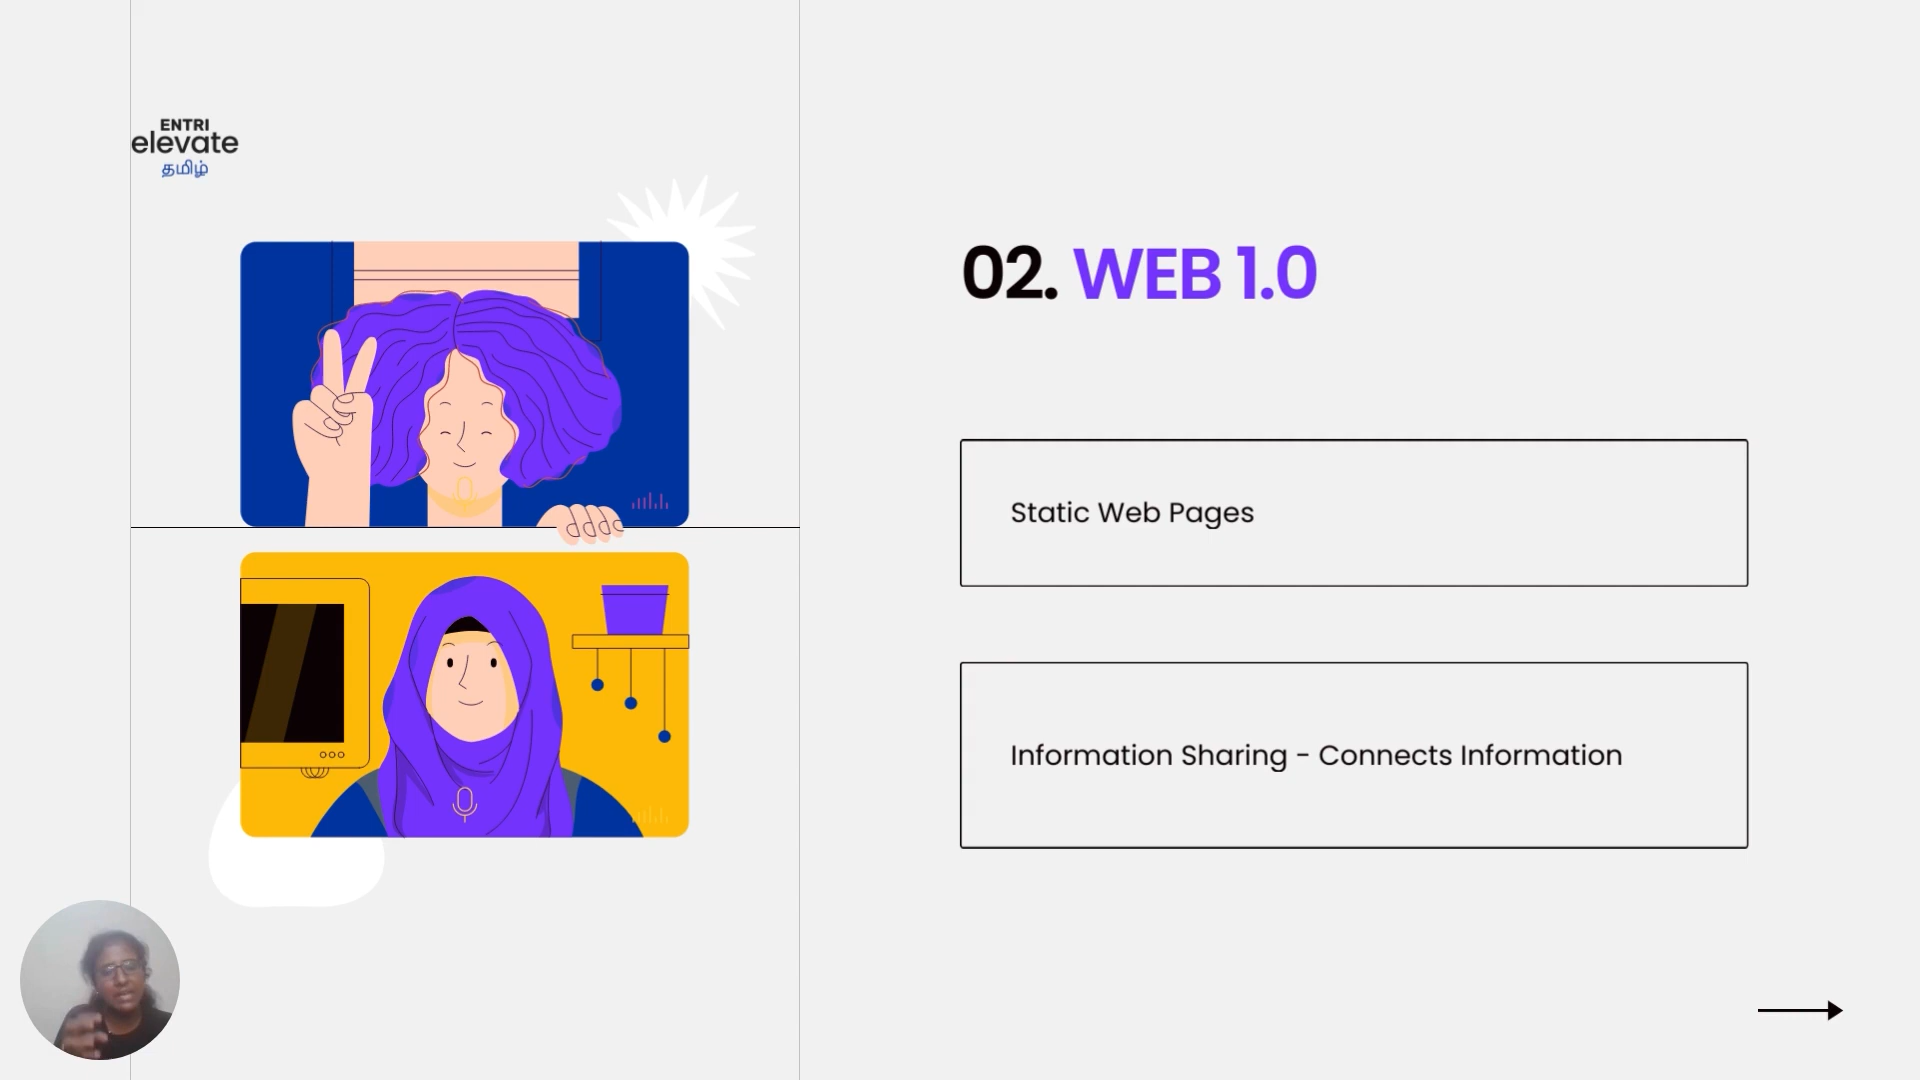 ENTRI
elevate
தமிழ்
02. WEB 1.0
Static Web Pages
Information Sharing - Connects Information